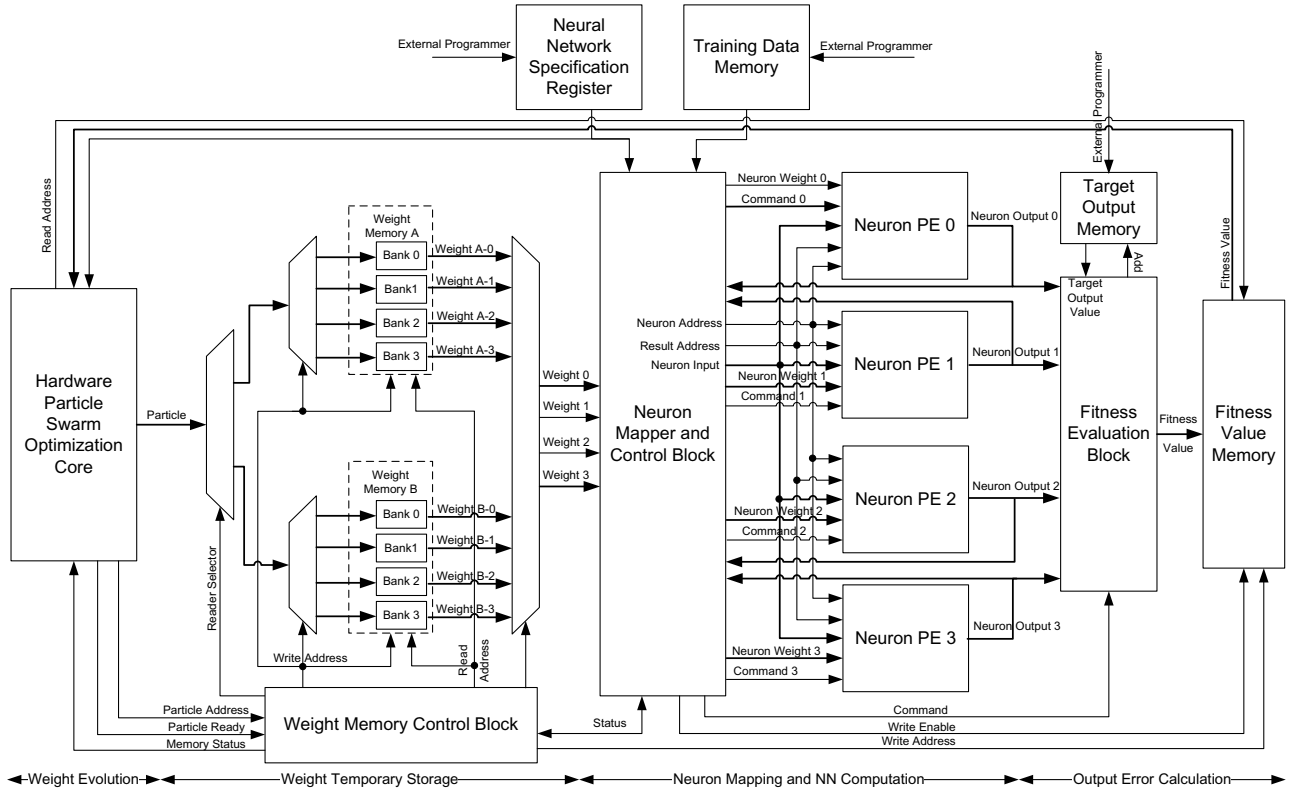 Neural
Network
Specification
Register
External Programmer
Training Data
Memory
External Programmer
External Programmer
Read Address
Fitness Value
Target
Output
Memory
Add
Hardware
Particle
Swarm
Optimization
Core
Particle
Weight
Memory A
Bank 0
Bank1
Bank 2
Bank 3
Weight A-0
Weight A-1
Weight A-2
Weight A-3
Weight
Memory B
Bank 0
Bank1
Bank 2
Bank 3
Weight B-0
Weight B-1
Weight B-2
Weight B-3
Reader Selector
Write Address
Read
Address
Weight 0
Weight 1
Weight 2
Weight 3
Neuron
Mapper and
Control Block
Neuron Weight 0
Command 0
Neuron PE 0
Neuron Output 0
Neuron Address
Result Address
Neuron Input
Neuron Weight 1
Command 1
Neuron PE 1
Neuron Output 1
Neuron Weight 2
Command 2
Neuron PE 2
Neuron Output 2
Neuron Weight 3
Command 3
Neuron PE 3
Neuron Output 3
Target
Output
Value
Fitness
Evaluation
Block
Fitness
Value
Fitness
Value
Memory
Particle Address
Particle Ready
Memory Status
Weight Memory Control Block
Status
Command
Write Enable
Write Address
Weight Evolution
Weight Temporary Storage
Neuron Mapping and NN Computation
Output Error Calculation